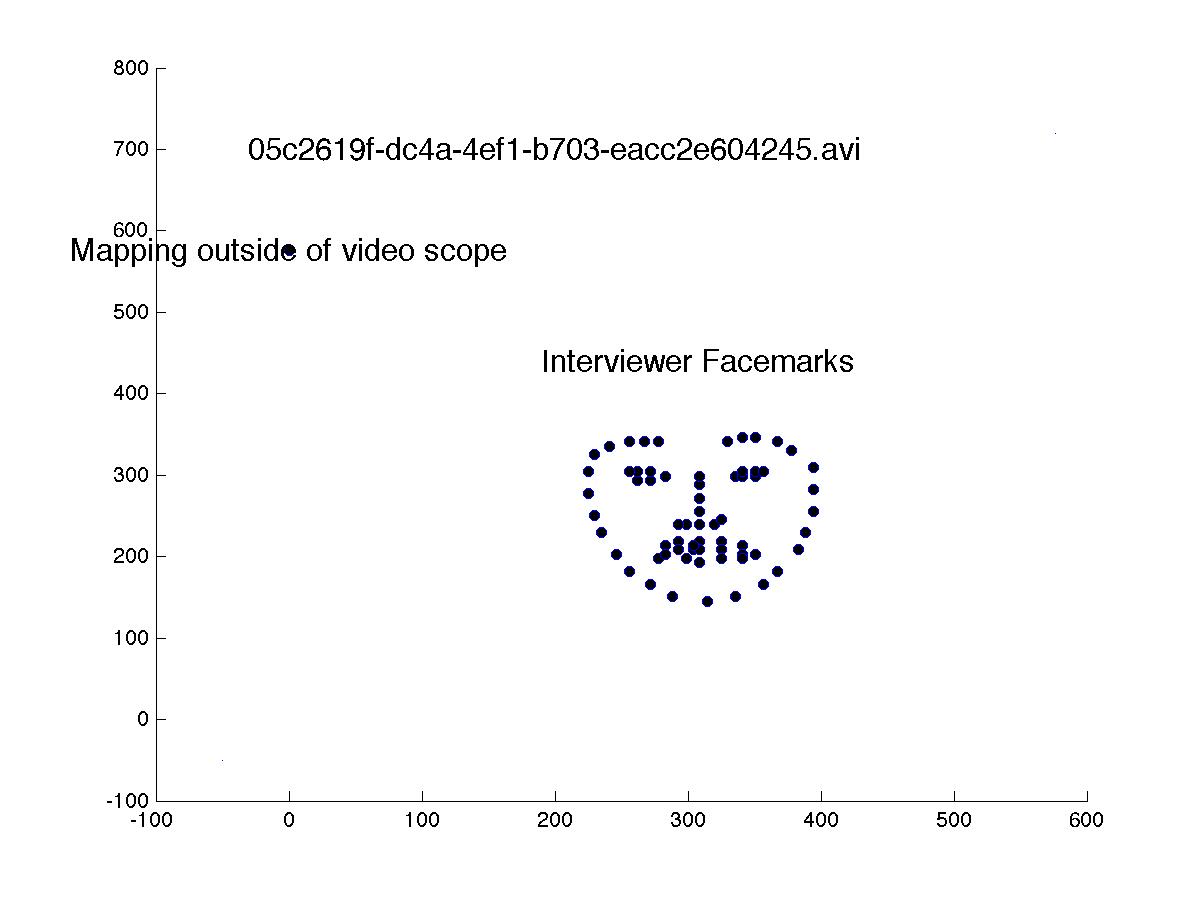 800
700
05c2619f-dc4a-4ef1-b703-eacc2e604245.avi
600
Mapping outside of video scope
500
Interviewer Facemarks
400
300
200
100
0
-100
-100 0 100 200 300 400 500 600